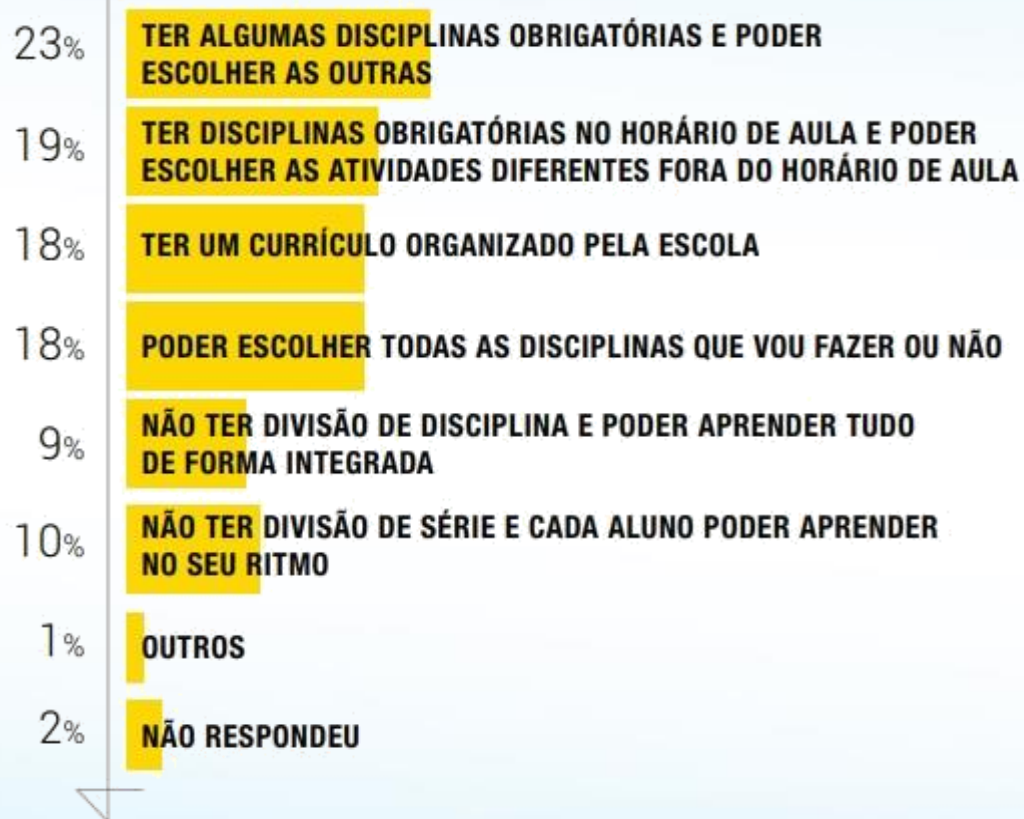 23% TER ALGUMAS DISCIPLINAS OBRIGATÓRIAS E PODER
ESCOLHER AS OUTRAS
19% TER DISCIPLINAS OBRIGATÓRIAS NO HORÁRIO DE AULA E PODER
ESCOLHER AS ATIVIDADES DIFERENTES FORA DO HORÁRIO DE AULA
18% TER UM CURRÍCULO ORGANIZADO PELA ESCOLA
18% PODER ESCOLHER TODAS AS DISCIPLINAS QUE VOU FAZER OU NÃO
9% NÃO TER DIVISÃO DE DISCIPLINA E PODER APRENDER TUDO
DE FORMA INTEGRADA
10% NÃO TER DIVISÃO DE SÉRIE E CADA ALUNO PODER APRENDER
NO SEU RITMO
1% OUTROS
2% NÃO RESPONDEU